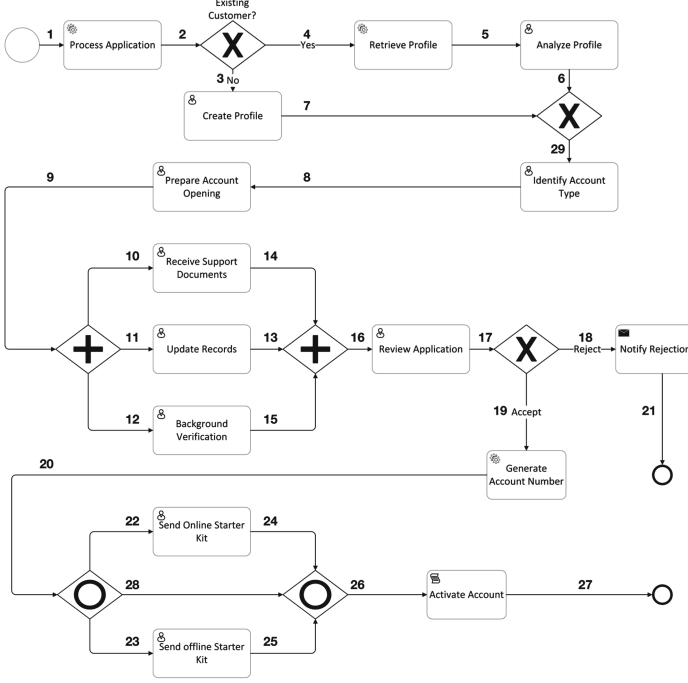 Existing
Customer?
1
Process Application
2
4
Yes
Retrieve Profile
5
Analyze Profile
3 No
6
Create Profile
7
29
9
Prepare Account
Opening
8
Identify Account
Type
10
Receive Support
Documents
14
11
Update Records
13
16
Review Application
17
18
Reject
Notify Rejection
12
Background
Verification
15
19 Accept
21
20
Generate
Account Number
22
Send Online Starter
Kit
24
28
26
Activate Account
27
23
Send offline Starter
Kit
25